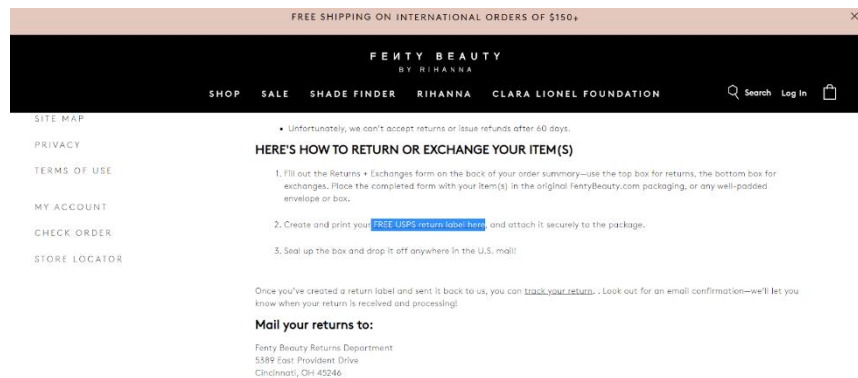 FREE SHIPPING ON INTERNATIONAL ORDERS OF $150+
FENTY BEAUTY
BY RIHANNA
SHOP SALE SHADE FINDER RIHANNA CLARA LIONEL FOUNDATION Search Log In
SITE MAP
PRIVACY
TERMS OF USE
MY ACCOUNT
CHECK ORDER
STORE LOCATOR
• Unfortunately, we can't accept returns or issue refunds after 60 days.
HERE'S HOW TO RETURN OR EXCHANGE YOUR ITEM(S)
1. Fill out the Returns + Exchanges form on the back of your order summary—use the top box for returns, the bottom box for
exchanges. Place the completed form with your item(s) in the original FentyBeauty.com packaging, or any well-padded
envelope or box.
2. Create and print your FREE USPS return label here, and attach it securely to the package.
3. Seal up the box and drop it off anywhere in the U.S. mail!
Once you've created a return label and sent it back to us, you can track your return. . Look out for an email confirmation—we'll let you
know when your return is received and processing!
Mail your returns to:
Fenty Beauty Returns Department
5389 East Provident Drive
Cincinnati, OH 45246